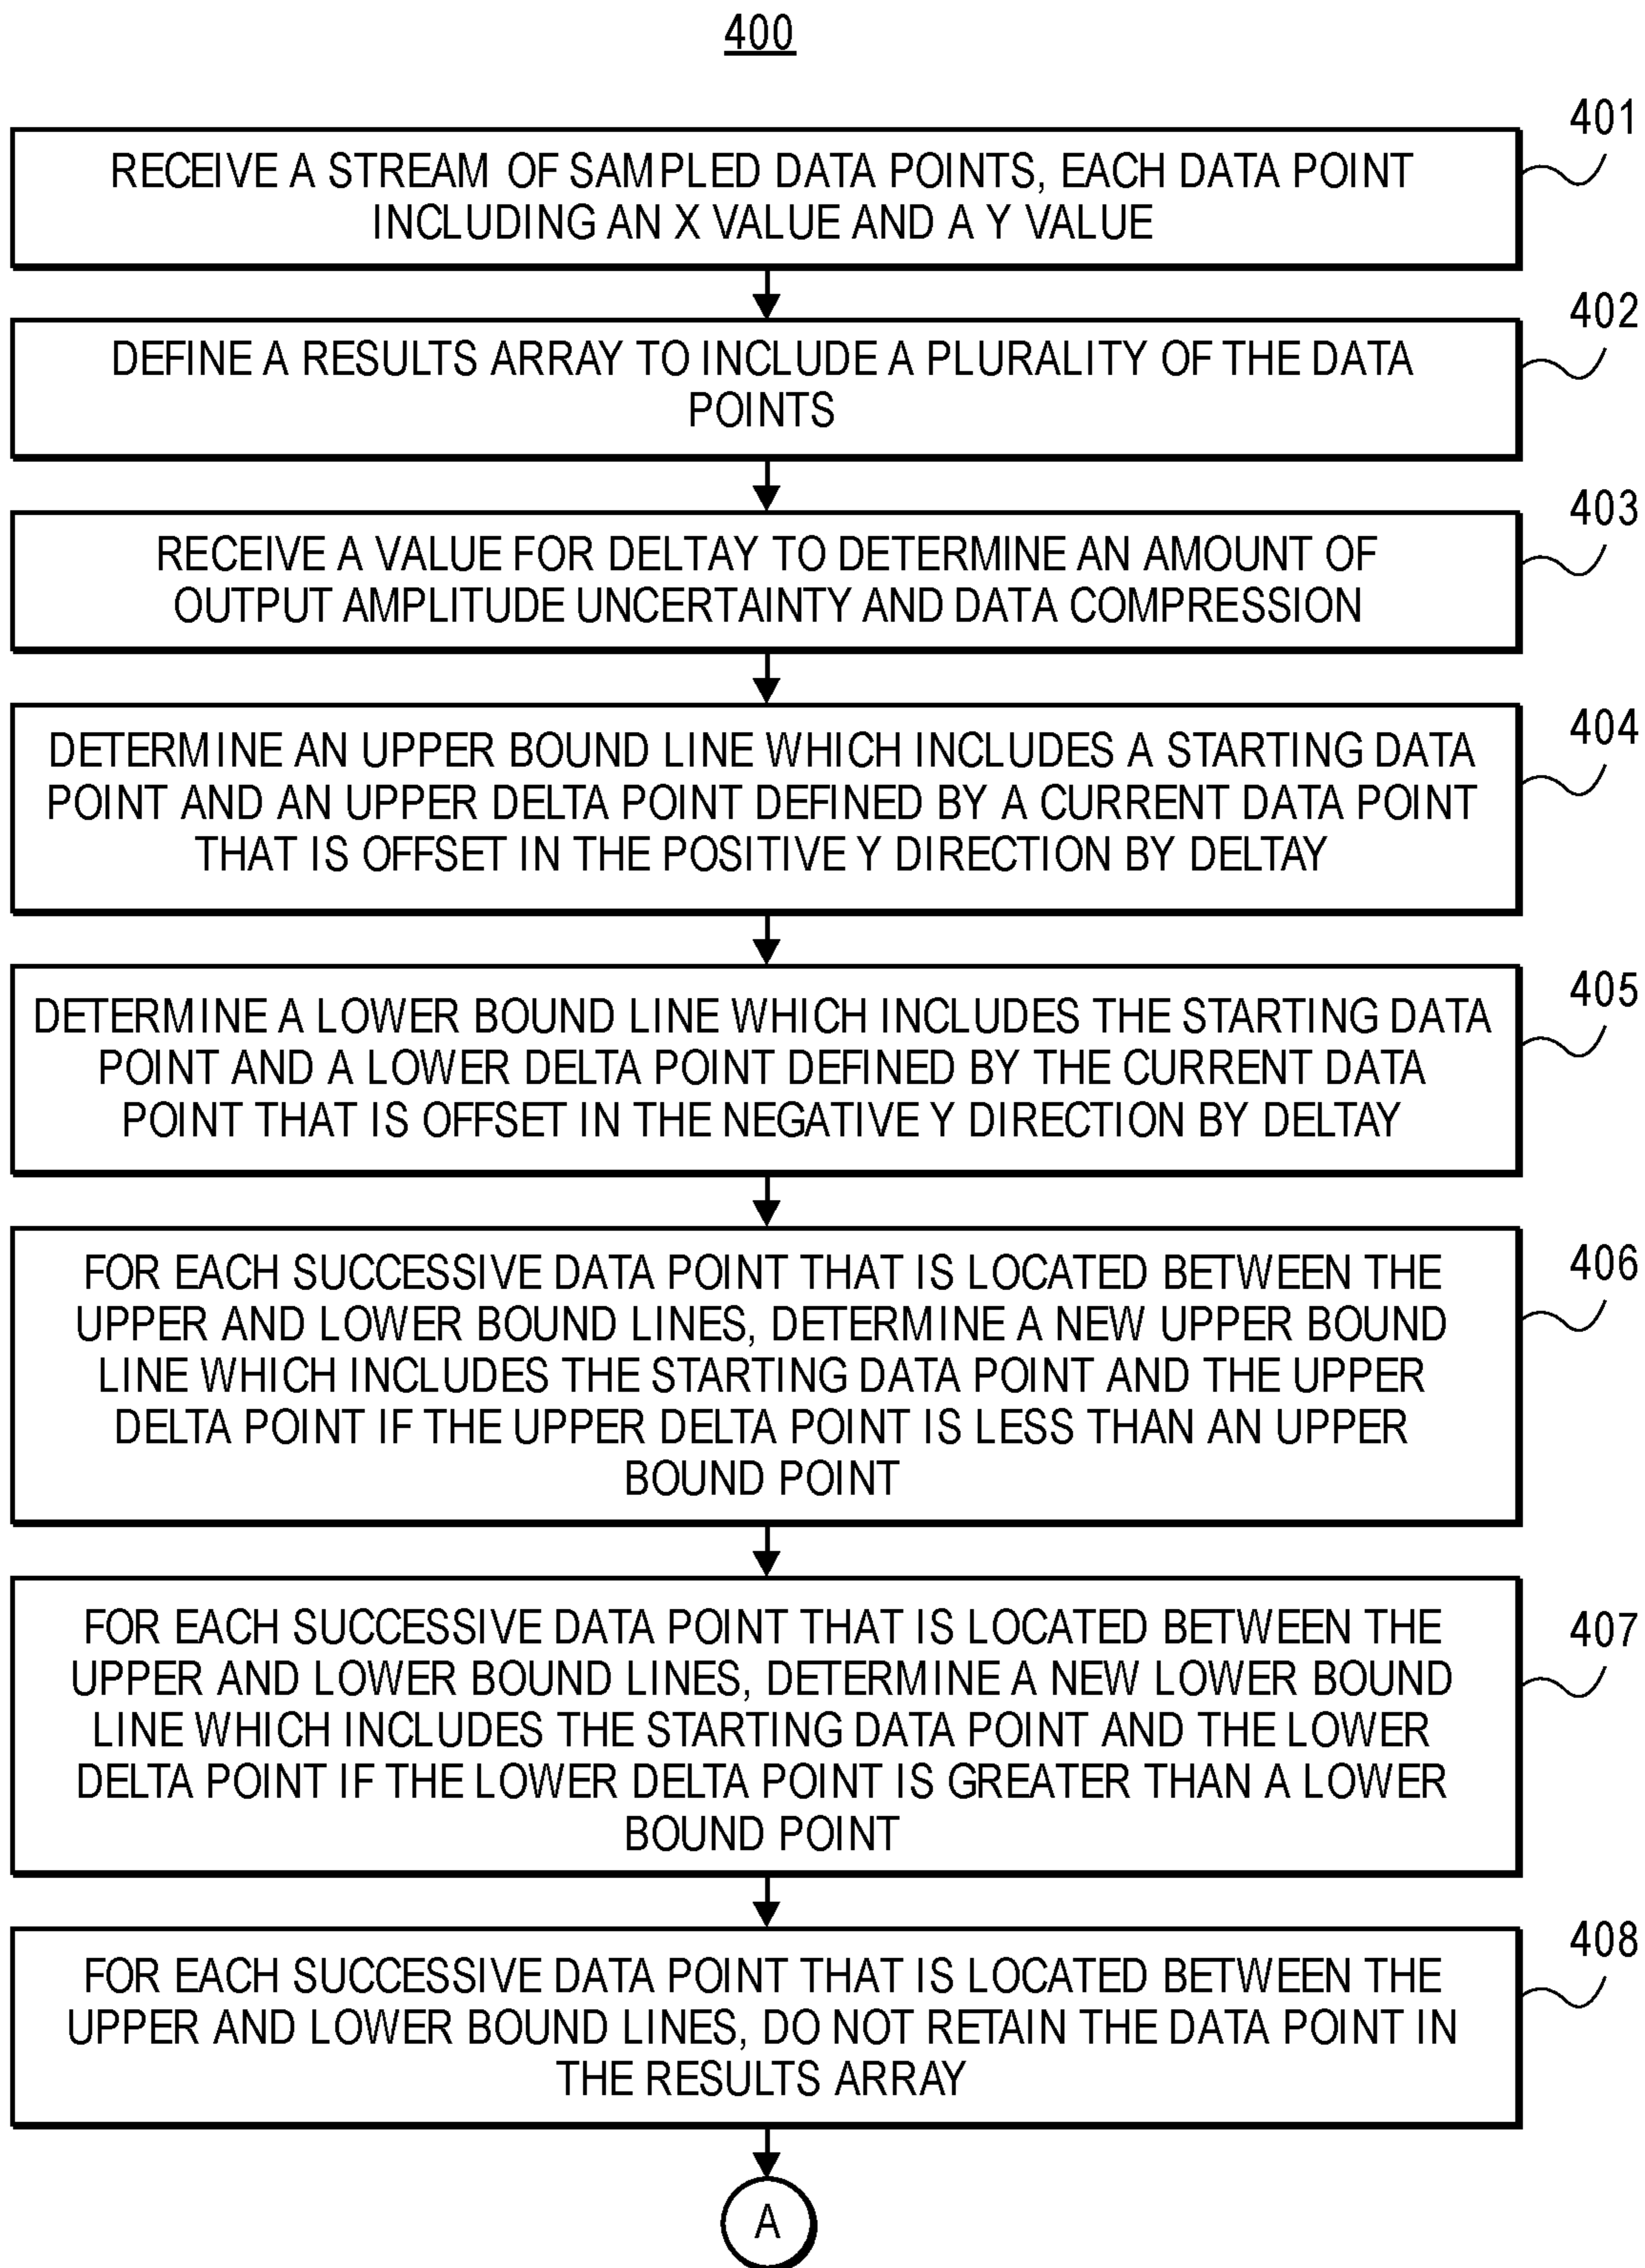 400
401
RECEIVE A STREAM OF SAMPLED DATA POINTS, EACH DATA POINT
INCLUDING AN X VALUE AND A Y VALUE
402
DEFINE A RESULTS ARRAY TO INCLUDE A PLURALITY OF THE DATA
POINTS
403
RECEIVE A VALUE FOR DELTAY TO DETERMINE AN AMOUNT OF
OUTPUT AMPLITUDE UNCERTAINTY AND DATA COMPRESSION
404
DETERMINE AN UPPER BOUND LINE WHICH INCLUDES A STARTING DATA
POINT AND AN UPPER DELTA POINT DEFINED BY A CURRENT DATA POINT
THAT IS OFFSET IN THE POSITIVE Y DIRECTION BY DELTAY
405
DETERMINE A LOWER BOUND LINE WHICH INCLUDES THE STARTING DATA
POINT AND A LOWER DELTA POINT DEFINED BY THE CURRENT DATA
POINT THAT IS OFFSET IN THE NEGATIVE Y DIRECTION BY DELTAY
406
FOR EACH SUCCESSIVE DATA POINT THAT IS LOCATED BETWEEN THE
UPPER AND LOWER BOUND LINES, DETERMINE A NEW UPPER BOUND
LINE WHICH INCLUDES THE STARTING DATA POINT AND THE UPPER
DELTA POINT IF THE UPPER DELTA POINT IS LESS THAN AN UPPER
BOUND POINT
407
FOR EACH SUCCESSIVE DATA POINT THAT IS LOCATED BETWEEN THE
UPPER AND LOWER BOUND LINES, DETERMINE A NEW LOWER BOUND
LINE WHICH INCLUDES THE STARTING DATA POINT AND THE LOWER
DELTA POINT IF THE LOWER DELTA POINT IS GREATER THAN A LOWER
BOUND POINT
408
FOR EACH SUCCESSIVE DATA POINT THAT IS LOCATED BETWEEN THE
UPPER AND LOWER BOUND LINES, DO NOT RETAIN THE DATA POINT IN
THE RESULTS ARRAY
A